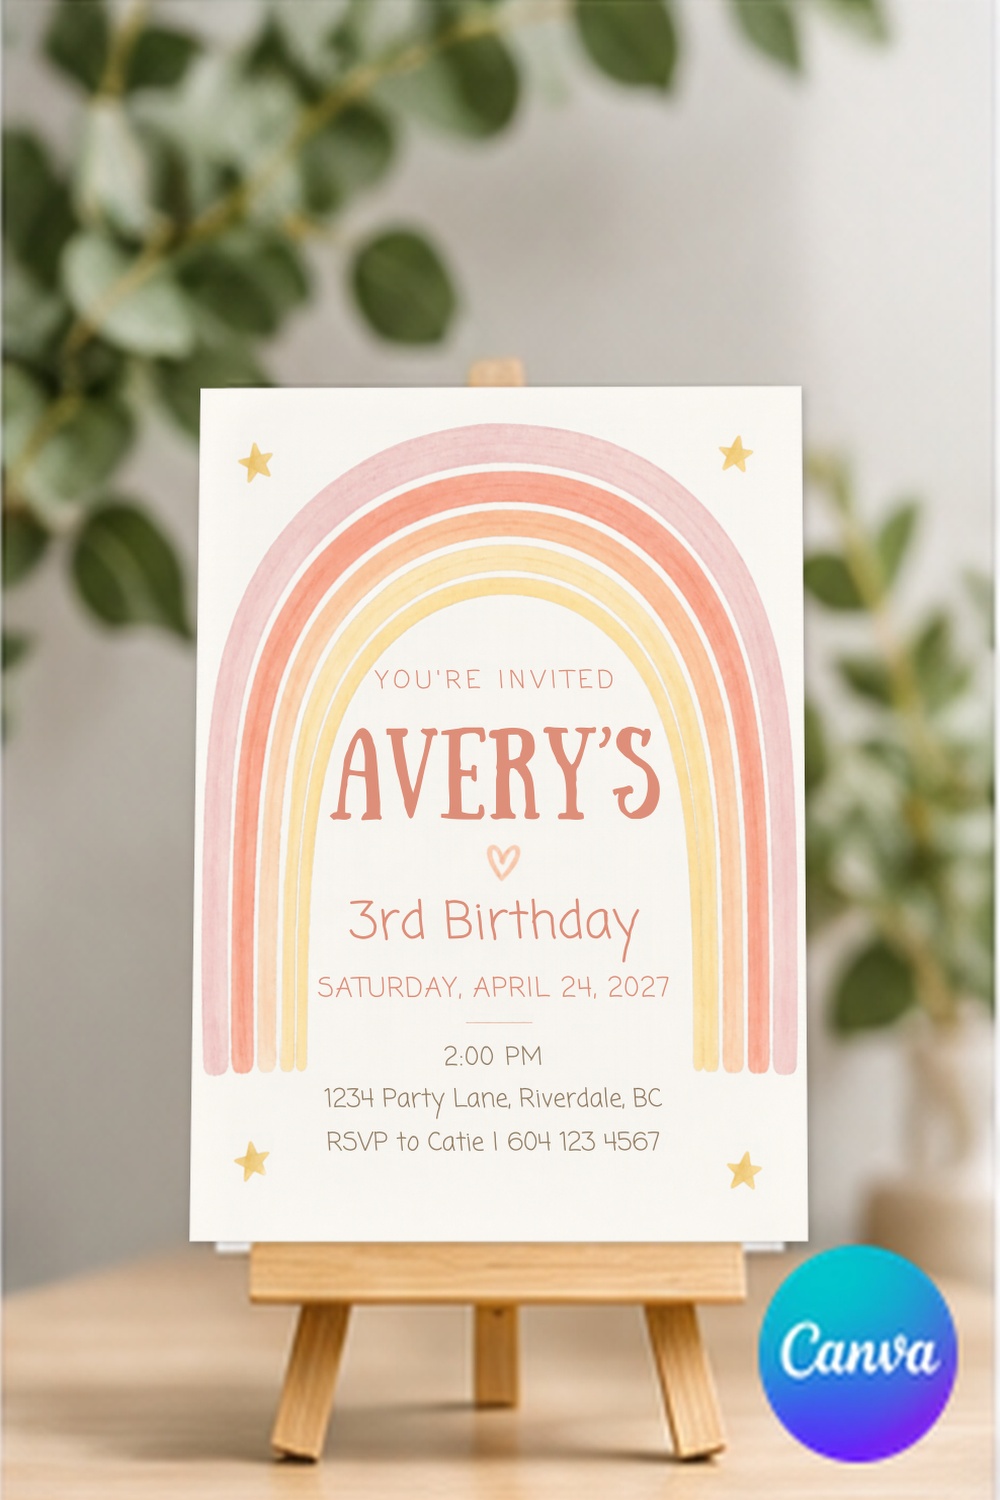 YOU'RE INVITED
AVERY'S
3rd Birthday
SATURDAY, APRIL 24, 2027
2:00 PM
1234 Party Lane, Riverdale, BC
RSVP to Catie | 604 123 4567
Canva